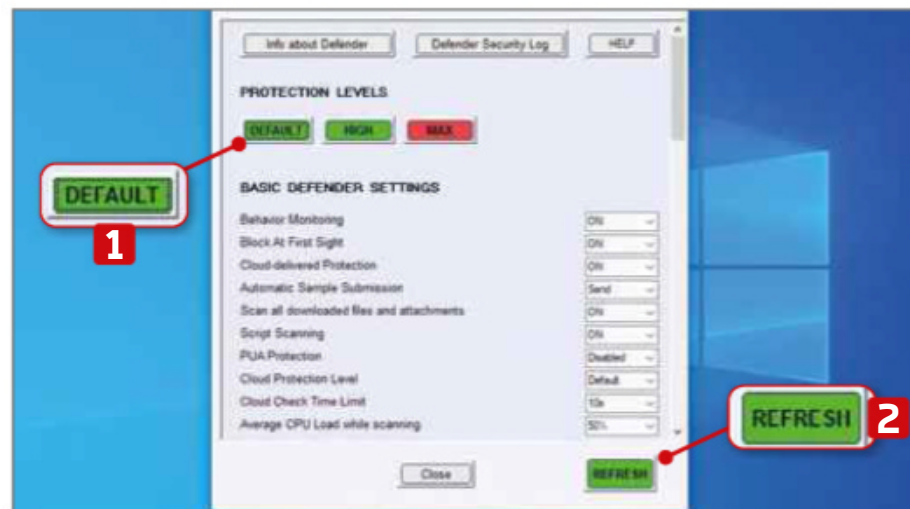 Info about Defender Defender Security Log HELP
PROTECTION LEVELS
DEFAULT HIGH MAX
DEFAULT
1
BASIC DEFENDER SETTINGS
Behavior Monitoring ON
Block At First Sight ON
Cloud-delivered Protection ON
Automatic Sample Submission Send
Scan all downloaded files and attachments ON
Script Scanning ON
PUA Protection Disabled
Cloud Protection Level Default
Cloud Check Time Limit 10s
Average CPU Load while scanning 50%
REFRESH 2
Close REFRESH